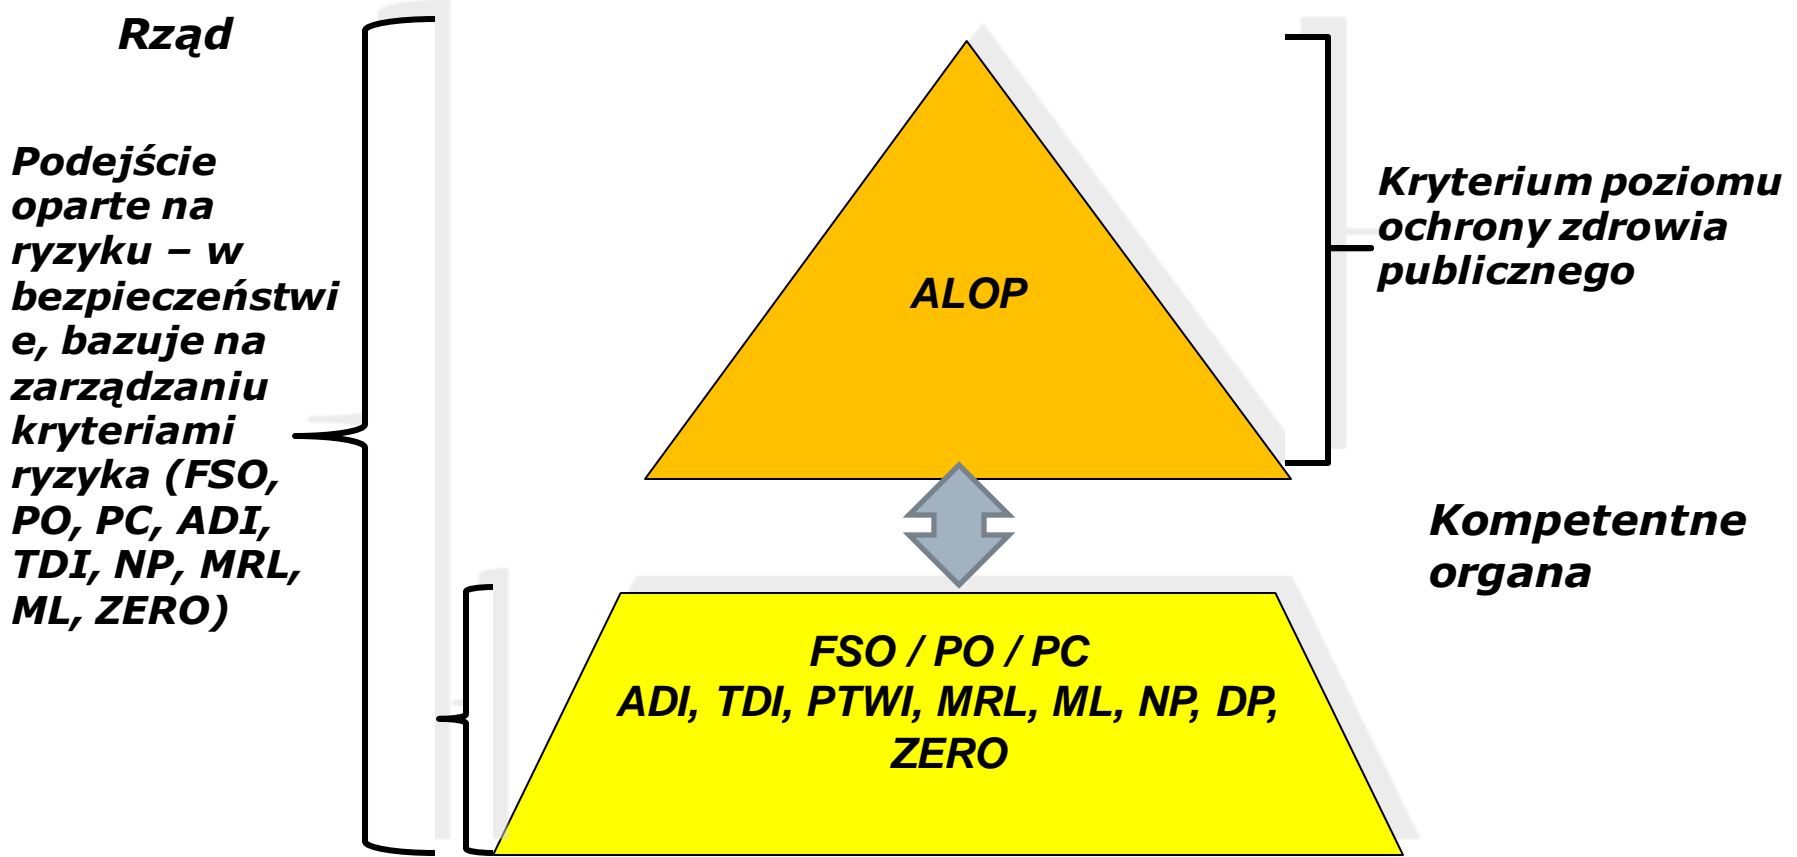 Rząd
Podejście
oparte na
ryzyku – w
bezpieczeństwi
e, bazuje na
zarządzaniu
kryteriami
ryzyka (FSO,
PO, PC, ADI,
TDI, NP, MRL,
ML, ZERO)
ALOP
Kryterium poziomu
ochrony zdrowia
publicznego
Kompetentne
organa
FSO / PO / PC
ADI, TDI, PTWI, MRL, ML, NP, DP,
ZERO